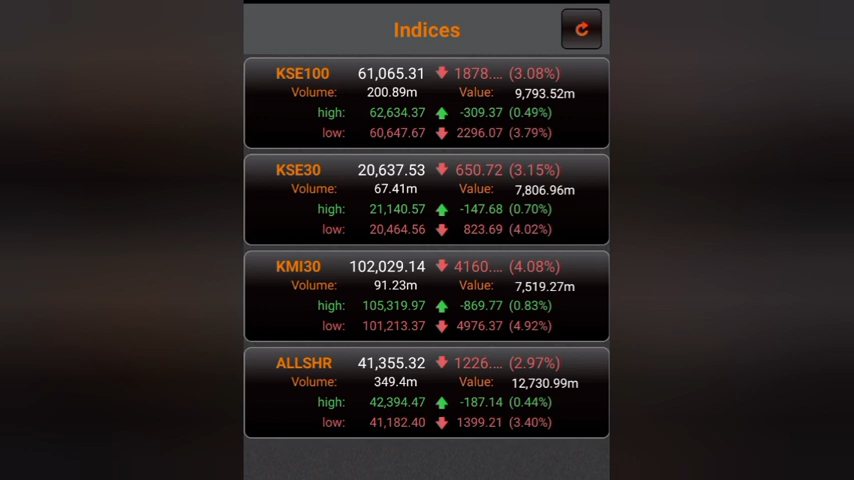 Indices
KSE100 61,065.31 1878.... (3.08%)
Volume: 200.89m Value: 9,793.52m
high: 62,634.37 -309.37 (0.49%)
low: 60,647.67 2296.07 (3.79%)
KSE30 20,637.53 650.72 (3.15%)
Volume: 67.41m Value: 7,806.96m
high: 21,140.57 -147.68 (0.70%)
low: 20,464.56 823.69 (4.02%)
KMI30 102,029.14 4160.... (4.08%)
Volume: 91.23m Value: 7,519.27m
high: 105,319.97 -869.77 (0.83%)
low: 101,213.37 4976.37 (4.92%)
ALLSHR 41,355.32 1226.... (2.97%)
Volume: 349.4m Value: 12,730.99m
high: 42,394.47 -187.14 (0.44%)
low: 41,182.40 1399.21 (3.40%)